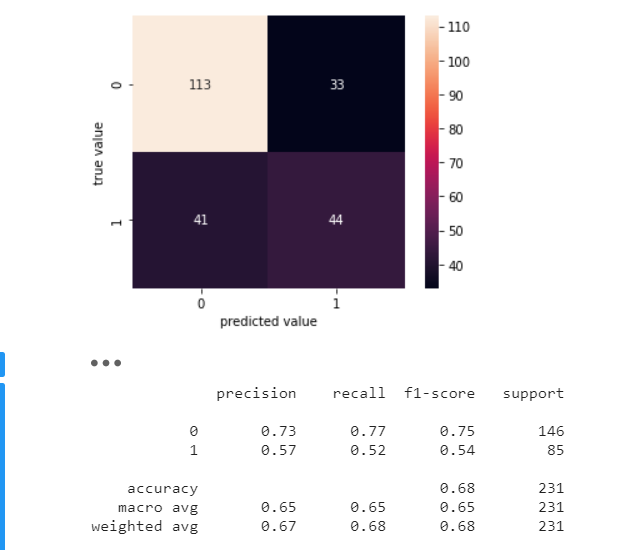 110
100
90
80
70
60
50
40
true value
0
1
113 33
41 44
0 1
predicted value
precision recall f1-score support
0 0.73 0.77 0.75 146
1 0.57 0.52 0.54 85
accuracy 0.68 231
macro avg 0.65 0.65 0.65 231
weighted avg 0.67 0.68 0.68 231